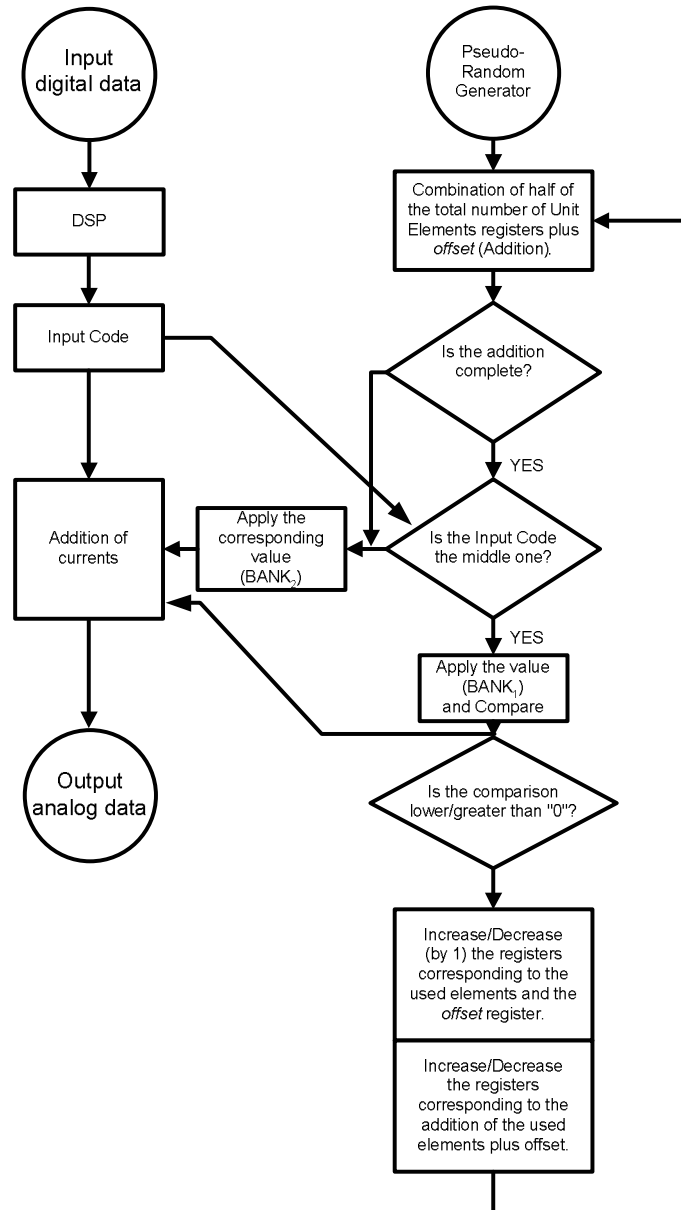 Input
digital data
DSP
Input Code
Addition of
currents
Output
analog data
Pseudo-
Random
Generator
Combination of half of
the total number of Unit
Elements registers plus
offset (Addition).
Is the addition
complete?
YES
Is the Input Code
the middle one?
Apply the
corresponding
value
(BANK₂)
YES
Apply the value
(BANK₁)
and Compare
Is the comparison
lower/greater than "0"?
Increase/Decrease
(by 1) the registers
corresponding to the
used elements and the
offset register.
Increase/Decrease
the registers
corresponding to the
addition of the used
elements plus offset.